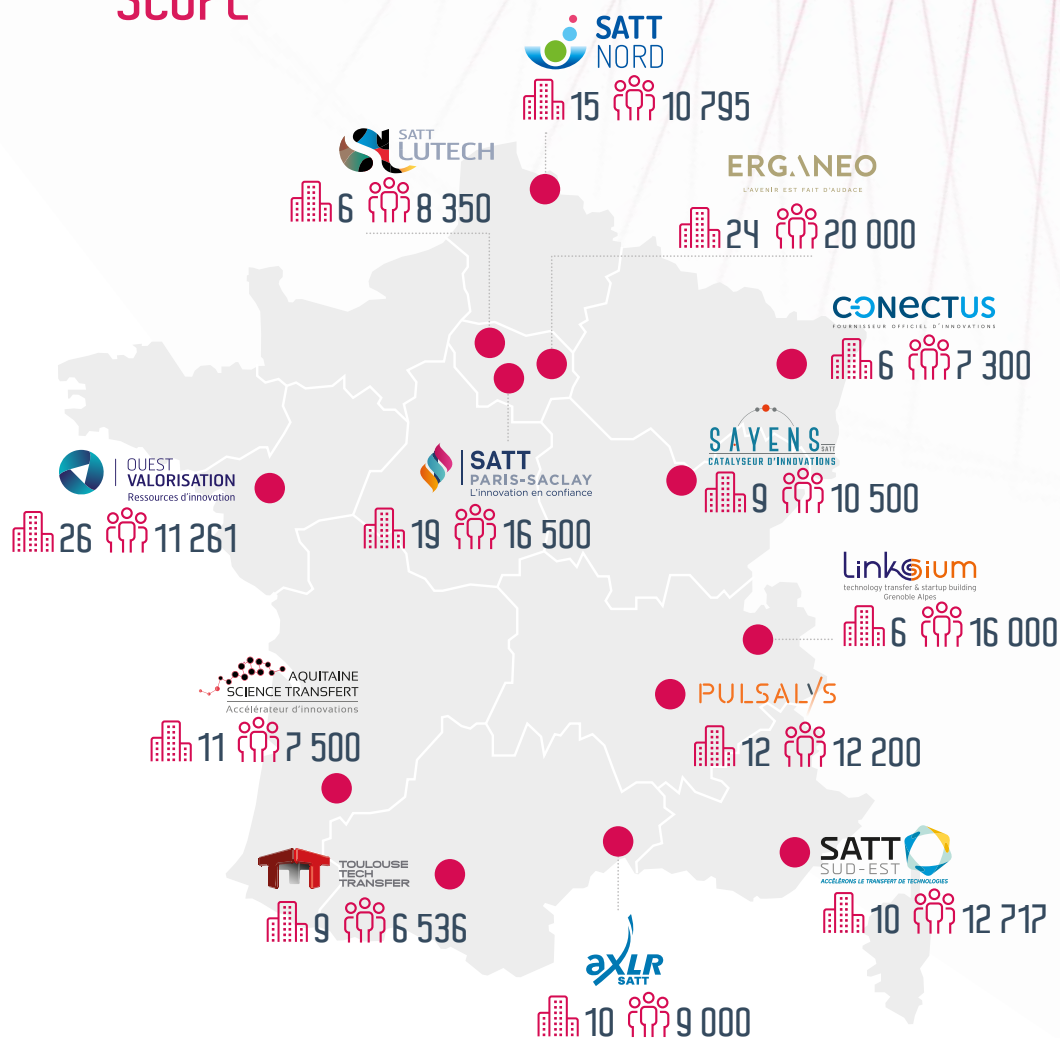 SCOPE
SATT
NORD
15 10 795
SATT
LUTECH
6 8 350
ERGANEO
L'AVENIR EST FAIT D'AUDACE
24 20 000
CONECTUS
FOURNISSEUR OFFICIEL D'INNOVATIONS
6 7 300
SAYENS SATT
CATALYSEUR D'INNOVATIONS
9 10 500
OUEST
VALORISATION
Ressources d'innovation
26 11 261
SATT
PARIS-SACLAY
L'innovation en confiance
19 16 500
Linksium
technology transfer & startup building
Grenoble Alpes
6 16 000
AQUITAINE
SCIENCE TRANSFERT
Accélérateur d'innovations
11 7 500
PULSALYS
12 12 200
TOULOUSE
TECH
TRANSFER
9 6 536
SATT
SUD-EST
ACCÉLÉRONS LE TRANSFERT DE TECHNOLOGIES
10 12 717
aXLR
SATT
10 9 000